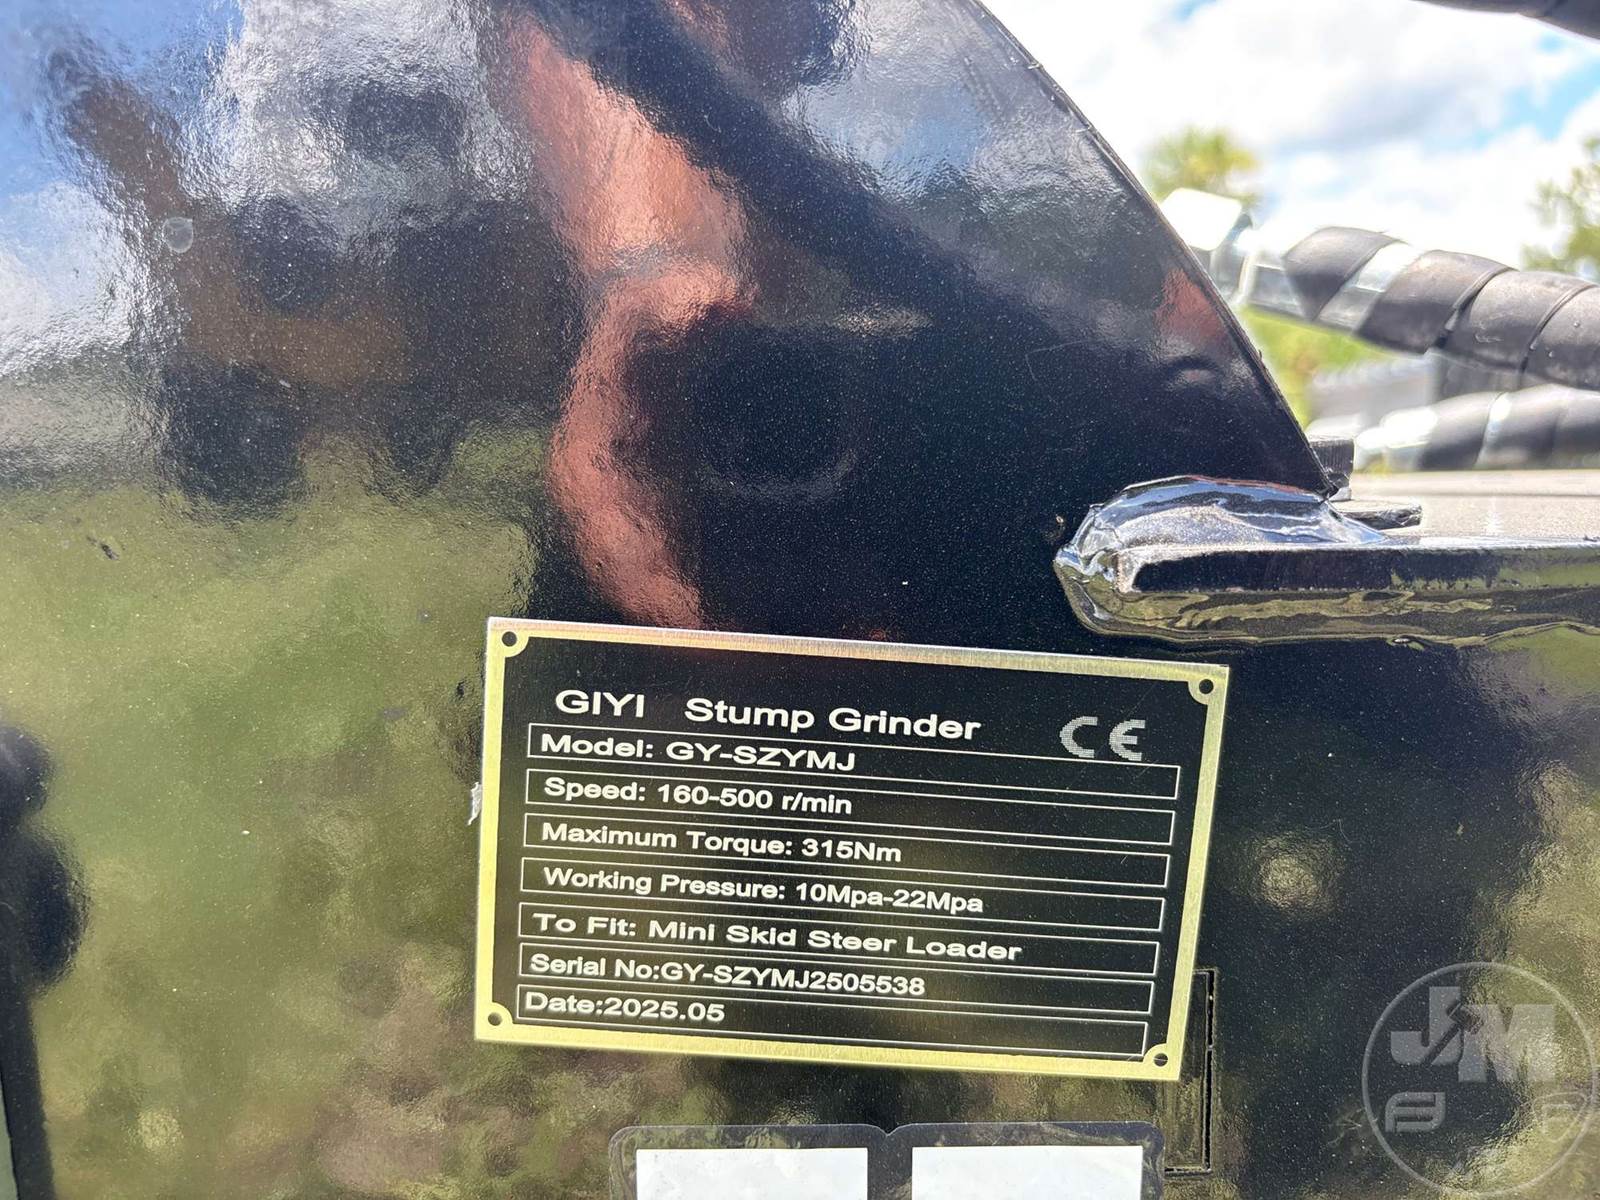 GIYI Stump Grinder CE
Model: GY-SZYMJ
Speed: 160-500 r/min
Maximum Torque: 315Nm
Working Pressure: 10Mpa-22Mpa
To Fit: Mini Skid Steer Loader
Serial No:GY-SZYMJ2505538
Date:2025.05
JM